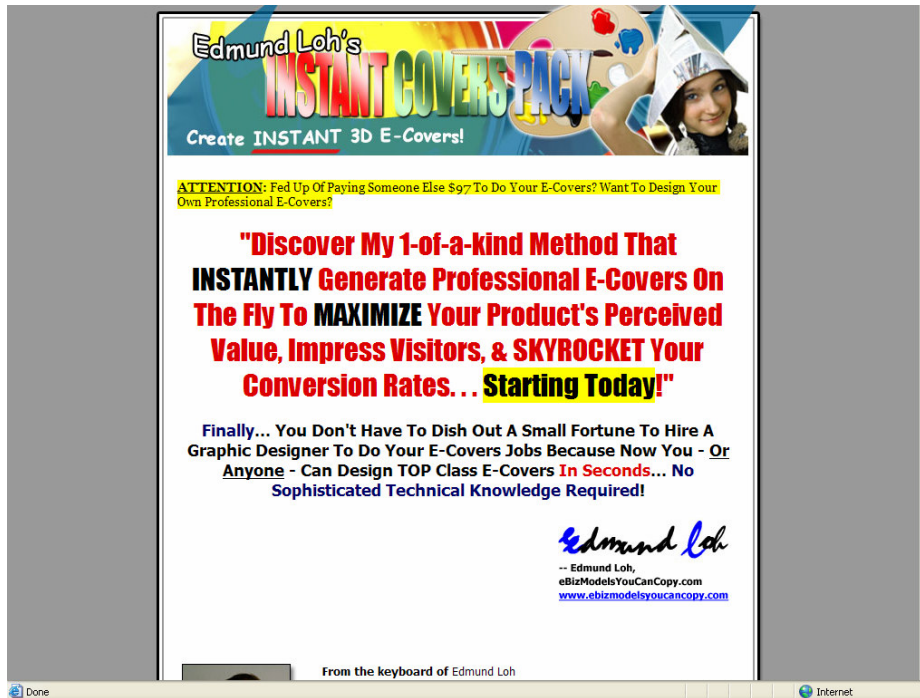 Edmund Loh's
INSTANT COVERS PACK
Create INSTANT 3D E-Covers!
ATTENTION: Fed Up Of Paying Someone Else $97 To Do Your E-Covers? Want To Design Your
Own Professional E-Covers?
"Discover My 1-of-a-kind Method That
INSTANTLY Generate Professional E-Covers On
The Fly To MAXIMIZE Your Product's Perceived
Value, Impress Visitors, & SKYROCKET Your
Conversion Rates. . . Starting Today!"
Finally... You Don't Have To Dish Out A Small Fortune To Hire A
Graphic Designer To Do Your E-Covers Jobs Because Now You - Or
Anyone - Can Design TOP Class E-Covers In Seconds... No
Sophisticated Technical Knowledge Required!
Edmund Loh
-- Edmund Loh,
eBizModelsYouCanCopy.com
www.ebizmodelsyoucancopy.com
From the keyboard of Edmund Loh
Done
Internet